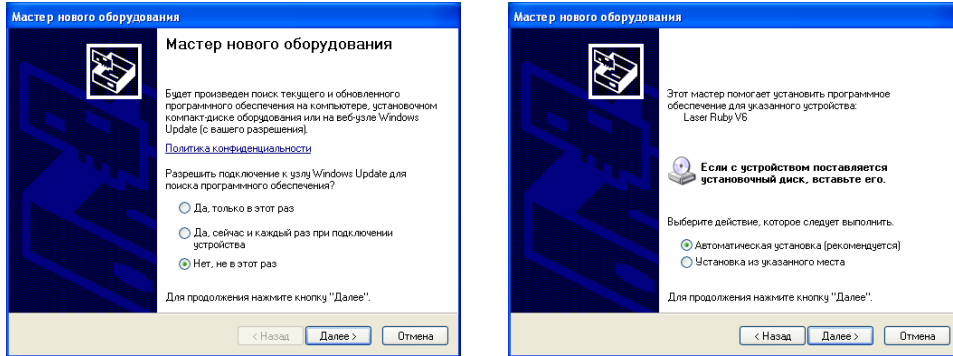 Мастер нового оборудования
Мастер нового оборудования
Будет произведен поиск текущего и обновленного
программного обеспечения на компьютере, установочном
компакт-диске оборудования или на веб-узле Windows
Update (с вашего разрешения).
Политика конфиденциальности
Разрешить подключение к узлу Windows Update для
поиска программного обеспечения?
Да, только в этот раз
Да, сейчас и каждый раз при подключении
устройства
Нет, не в этот раз
Для продолжения нажмите кнопку "Далее".
< Назад
Далее >
Отмена
Мастер нового оборудования
Этот мастер помогает установить программное
обеспечение для указанного устройства:
Laser Ruby V6
Если с устройством поставляется
установочный диск, вставьте его.
Выберите действие, которое следует выполнить.
Автоматическая установка (рекомендуется)
Установка из указанного места
Для продолжения нажмите кнопку "Далее".
< Назад
Далее >
Отмена